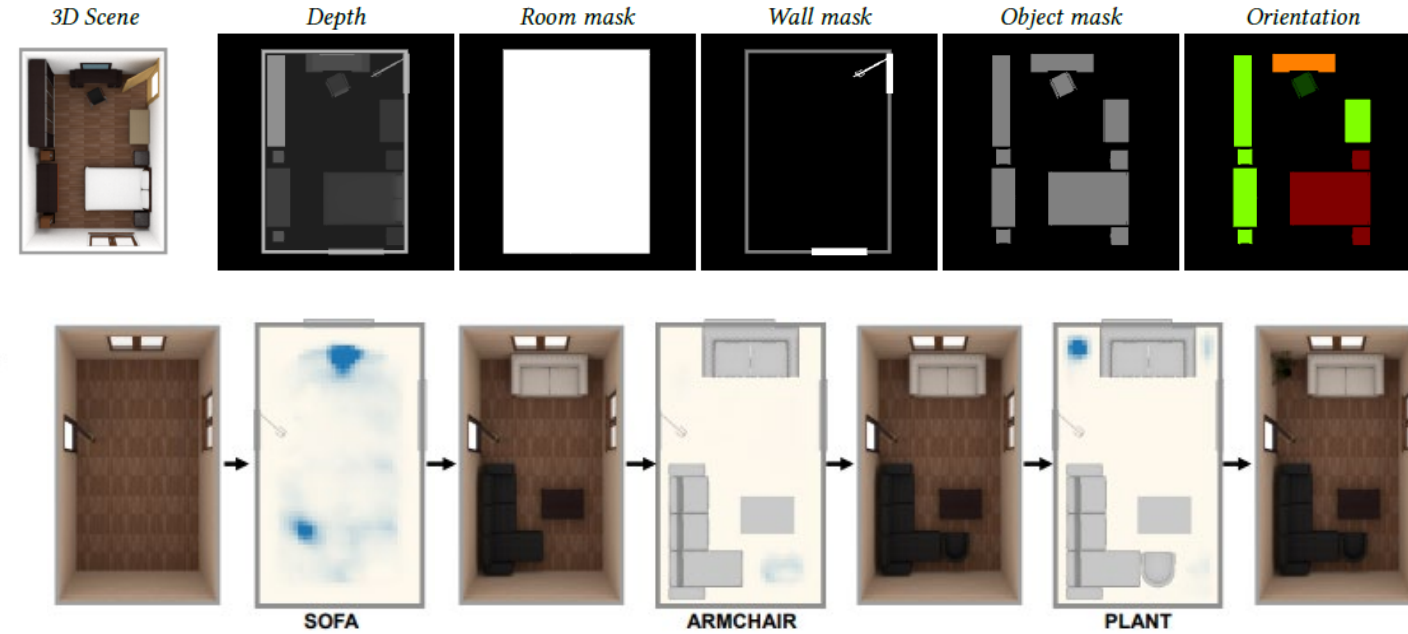 3D Scene
Depth
Room mask
Wall mask
Object mask
Orientation
SOFA
ARMCHAIR
PLANT